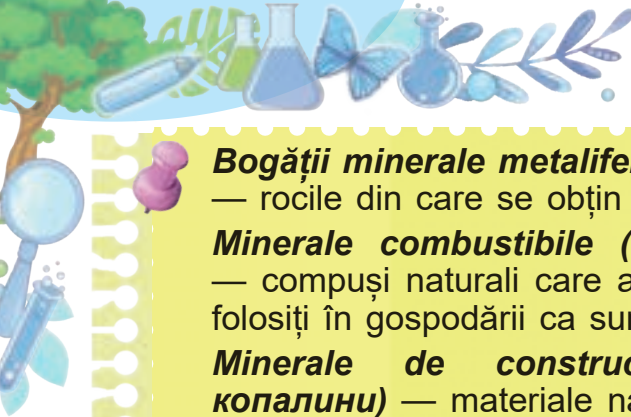 Bogății minerale metalife
— rocile din care se obțin
Minerale combustibile (
— compuși naturali care a
folosiți în gospodării ca su
Minerale de construc
копалини) — materiale na